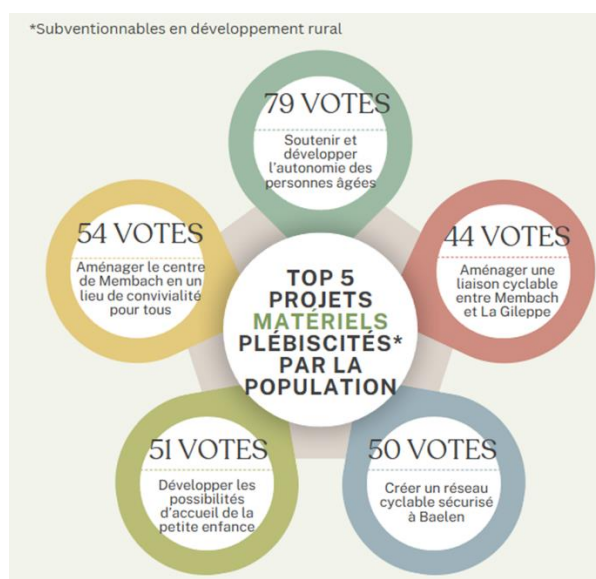 *Subventionnables en développement rural
79 VOTES
Soutenir et
développer
l'autonomie des
personnes âgées
54 VOTES
Aménager le centre
de Membach en un
lieu de convivialité
pour tous
44 VOTES
Aménager une
liaison cyclable
entre Membach
et La Gileppe
TOP 5
PROJETS
MATÉRIELS
PLÉBISCITÉS*
PAR LA
POPULATION
51 VOTES
Développer les
possibilités
d'accueil de la
petite enfance
50 VOTES
Créer un réseau
cyclable sécurisé
à Baelen